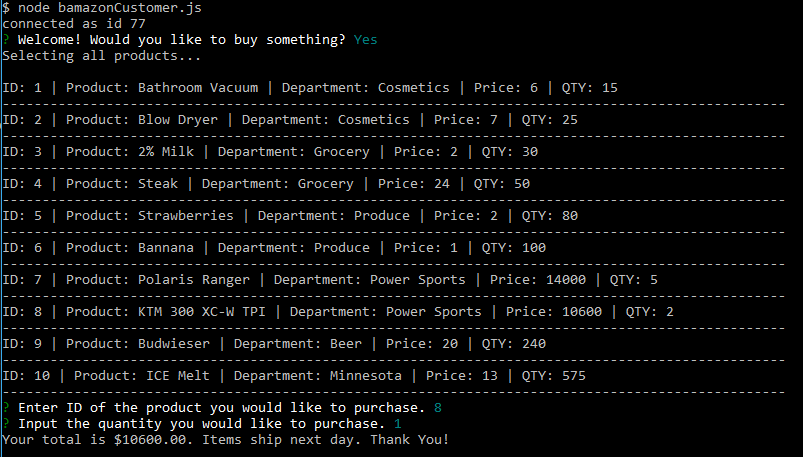 $ node bamazonCustomer.js
connected as id 77
? Welcome! Would you like to buy something? Yes
Selecting all products...
ID: 1 | Product: Bathroom Vacuum | Department: Cosmetics | Price: 6 | QTY: 15
--------------------------------------------------------------------------------------------------
ID: 2 | Product: Blow Dryer | Department: Cosmetics | Price: 7 | QTY: 25
--------------------------------------------------------------------------------------------------
ID: 3 | Product: 2% Milk | Department: Grocery | Price: 2 | QTY: 30
--------------------------------------------------------------------------------------------------
ID: 4 | Product: Steak | Department: Grocery | Price: 24 | QTY: 50
--------------------------------------------------------------------------------------------------
ID: 5 | Product: Strawberries | Department: Produce | Price: 2 | QTY: 80
--------------------------------------------------------------------------------------------------
ID: 6 | Product: Bannana | Department: Produce | Price: 1 | QTY: 100
--------------------------------------------------------------------------------------------------
ID: 7 | Product: Polaris Ranger | Department: Power Sports | Price: 14000 | QTY: 5
--------------------------------------------------------------------------------------------------
ID: 8 | Product: KTM 300 XC-W TPI | Department: Power Sports | Price: 10600 | QTY: 2
--------------------------------------------------------------------------------------------------
ID: 9 | Product: Budwieser | Department: Beer | Price: 20 | QTY: 240
--------------------------------------------------------------------------------------------------
ID: 10 | Product: ICE Melt | Department: Minnesota | Price: 13 | QTY: 575
--------------------------------------------------------------------------------------------------
? Enter ID of the product you would like to purchase. 8
? Input the quantity you would like to purchase. 1
Your total is $10600.00. Items ship next day. Thank You!